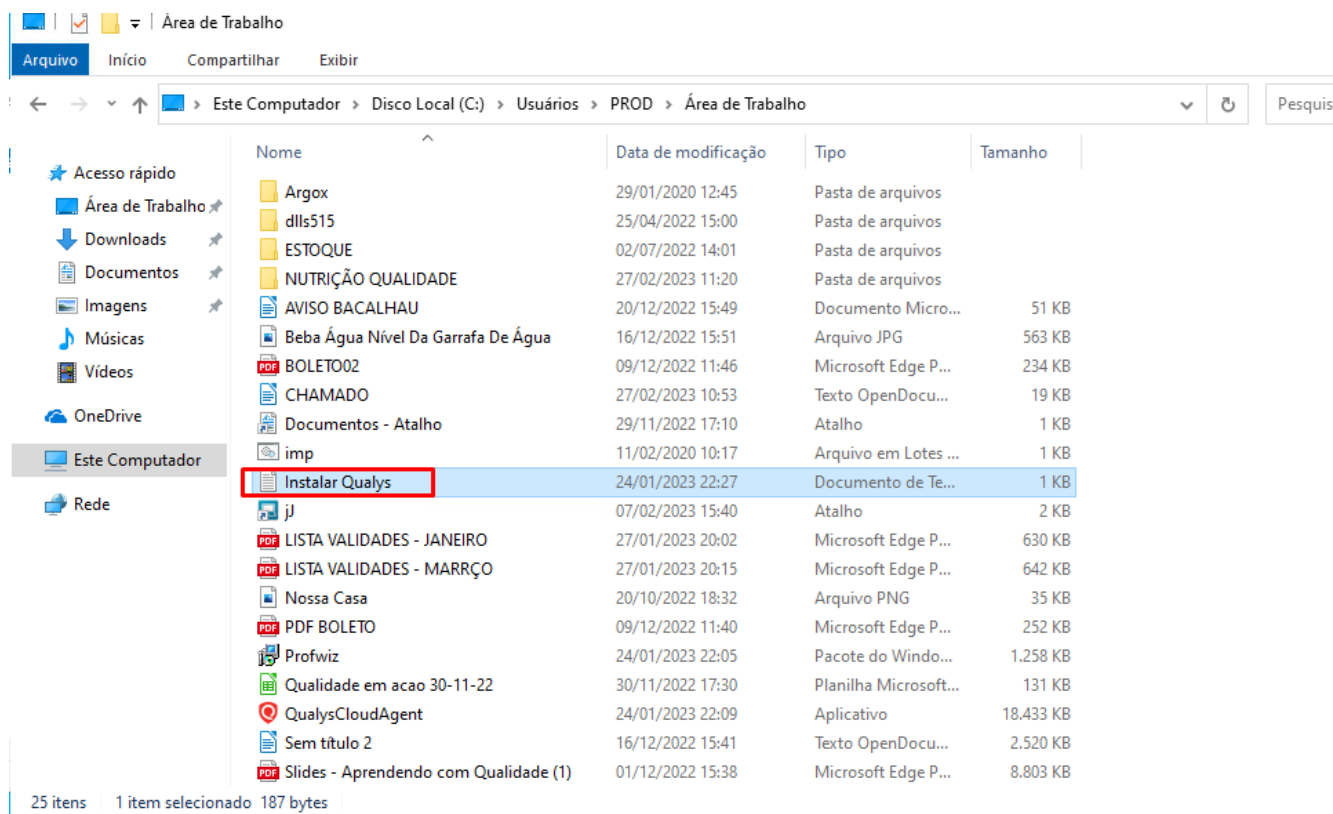 Área de Trabalho
Arquivo Início Compartilhar Exibir
Este Computador > Disco Local (C:) > Usuários > PROD > Área de Trabalho Pesquis
Acesso rápido
Área de Trabalho
Downloads
Documentos
Imagens
Músicas
Vídeos
OneDrive
Este Computador
Rede
Nome Data de modificação Tipo Tamanho
Argox 29/01/2020 12:45 Pasta de arquivos
dlls515 25/04/2022 15:00 Pasta de arquivos
ESTOQUE 02/07/2022 14:01 Pasta de arquivos
NUTRIÇÃO QUALIDADE 27/02/2023 11:20 Pasta de arquivos
AVISO BACALHAU 20/12/2022 15:49 Documento Micro... 51 KB
Beba Água Nível Da Garrafa De Água 16/12/2022 15:51 Arquivo JPG 563 KB
PDF BOLETO02 09/12/2022 11:46 Microsoft Edge P... 234 KB
CHAMADO 27/02/2023 10:53 Texto OpenDocu... 19 KB
Documentos - Atalho 29/11/2022 17:10 Atalho 1 KB
imp 11/02/2020 10:17 Arquivo em Lotes ... 1 KB
Instalar Qualys 24/01/2023 22:27 Documento de Te... 1 KB
jJ 07/02/2023 15:40 Atalho 2 KB
PDF LISTA VALIDADES - JANEIRO 27/01/2023 20:02 Microsoft Edge P... 630 KB
PDF LISTA VALIDADES - MARRÇO 27/01/2023 20:15 Microsoft Edge P... 642 KB
Nossa Casa 20/10/2022 18:32 Arquivo PNG 35 KB
PDF PDF BOLETO 09/12/2022 11:40 Microsoft Edge P... 252 KB
Profwiz 24/01/2023 22:05 Pacote do Windo... 1.258 KB
Qualidade em acao 30-11-22 30/11/2022 17:30 Planilha Microsoft... 131 KB
QualysCloudAgent 24/01/2023 22:09 Aplicativo 18.433 KB
Sem título 2 16/12/2022 15:41 Texto OpenDocu... 2.520 KB
PDF Slides - Aprendendo com Qualidade (1) 01/12/2022 15:38 Microsoft Edge P... 8.803 KB
25 itens 1 item selecionado 187 bytes